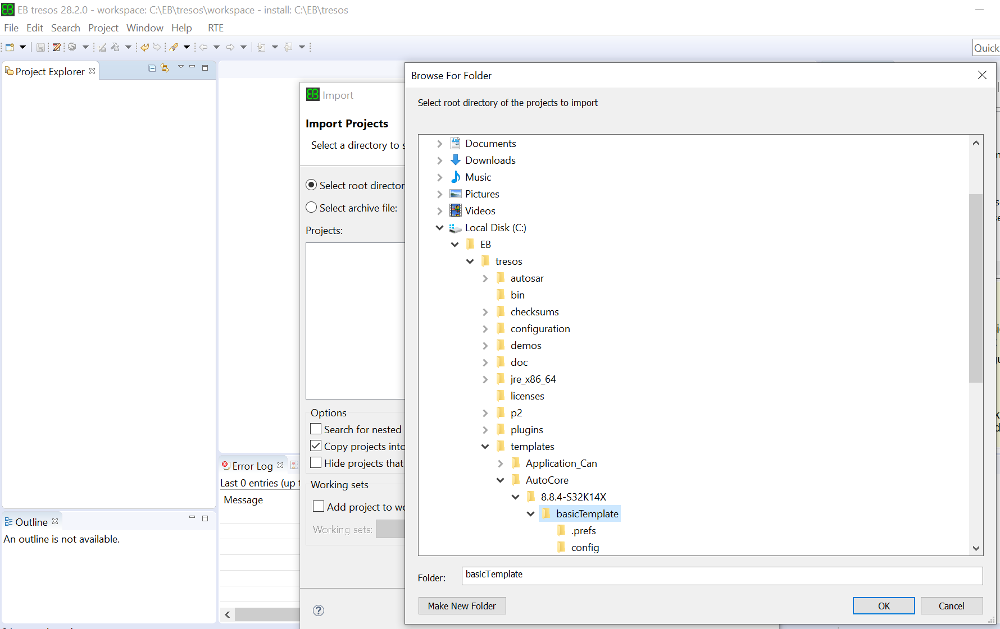 EB tresos 28.2.0 - workspace: C:\EB\tresos\workspace - install: C:\EB\tresos
File Edit Search Project Window Help RTE
Quick
Project Explorer
Import
Import Projects
Select a directory to
Select root director
Select archive file:
Projects:
Options
Search for nested
Copy projects into
Hide projects that
Working sets
Add project to
Working sets:
Browse For Folder
Select root directory of the projects to import
Documents
Downloads
Music
Pictures
Videos
Local Disk (C:)
EB
tresos
autosar
bin
checksums
configuration
demos
doc
jre_x86_64
licenses
p2
plugins
templates
Application_Can
AutoCore
8.8.4-S32K14X
basicTemplate
.prefs
config
Folder: basicTemplate
Make New Folder
OK
Cancel
Error Log
Last 0 entries (up
Message
Outline
An outline is not available.